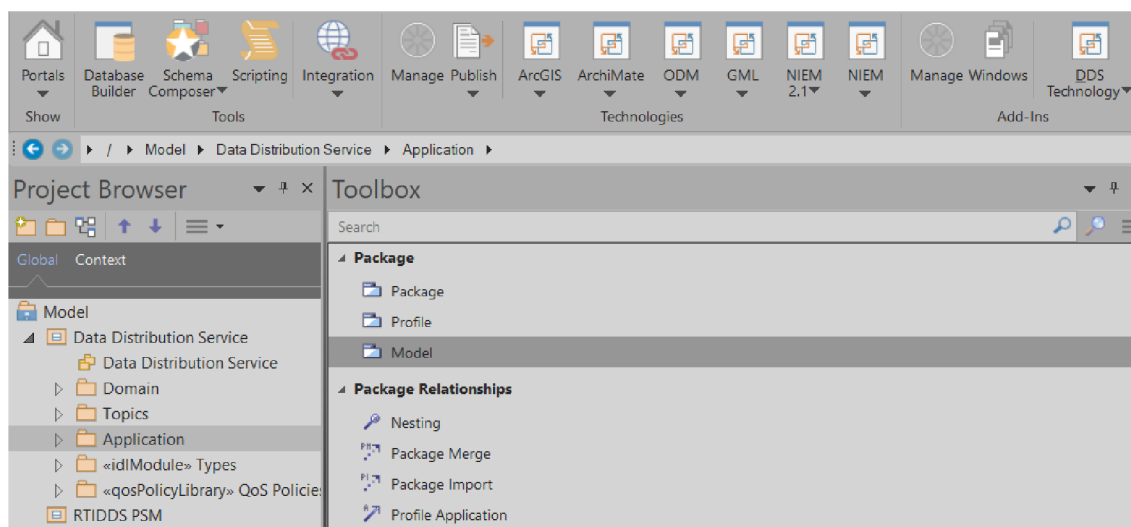 Portals Database Builder Schema Composer Scripting Integration Manage Publish ArcGIS ArchiMate ODM GML NIEM 2.1 NIEM Manage Windows DDS Technology
Show Tools Technologies Add-Ins
/ Model Data Distribution Service Application
Project Browser
Toolbox
Search
Global Context
Model
Data Distribution Service
Data Distribution Service
Domain
Topics
Application
«idlModule» Types
«qosPolicyLibrary» QoS Policies
RTIDDS PSM
Package
Package
Profile
Model
Package Relationships
Nesting
Package Merge
Package Import
Profile Application